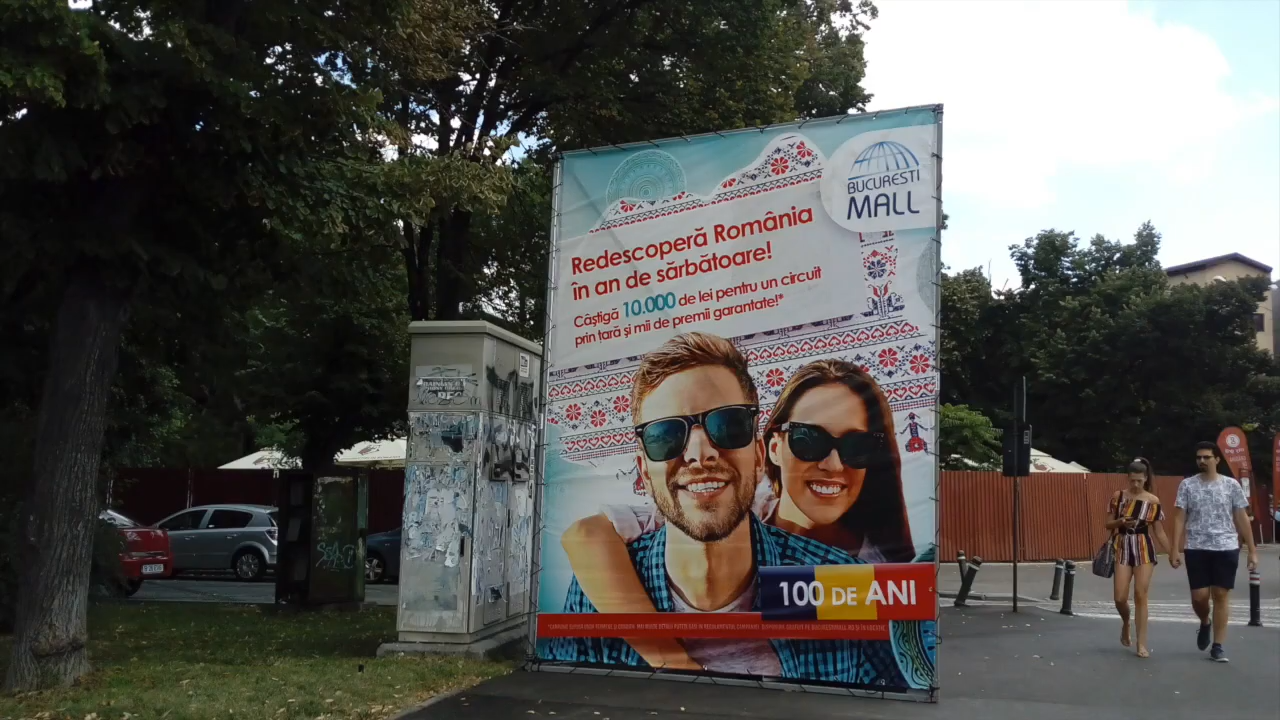 BUCUREȘTI
MALL
Redescoperă România
în an de sărbătoare!
Câștigă 10.000 de lei pentru un circuit
prin țară și mii de premii garantate!*
100 DE ANI